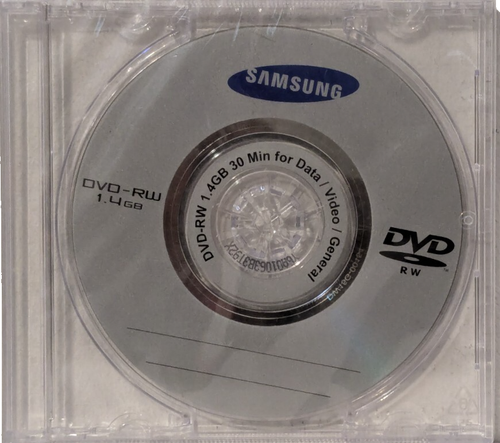 SAMSUNG
DVD-RW 1.4GB 30 Min for Data / Video / General
DVD-RW
1.4GB
DVD
RW